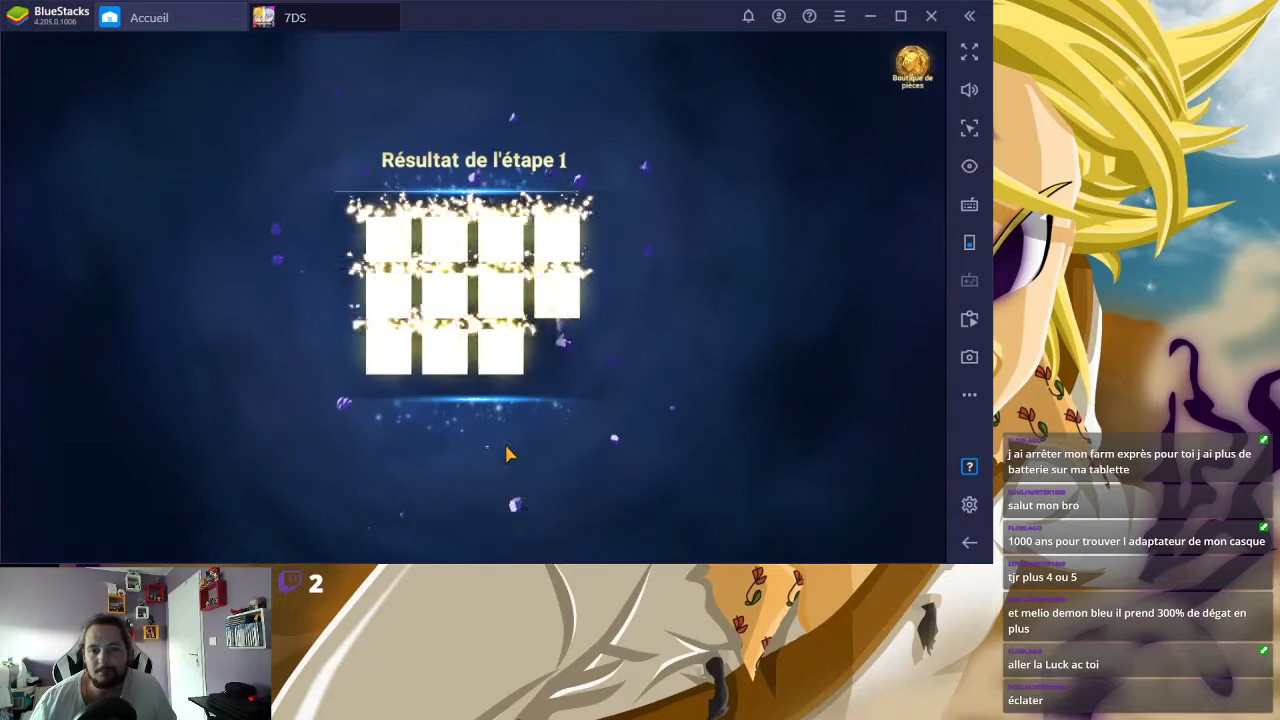 BlueStacks
4.205.0.1006
Accueil
7DS
Boutique de
pièces
Résultat de l'étape 1
2
FLOBLAGO
j ai arrêter mon farm exprès pour toi j ai plus de
batterie sur ma tablette
salut mon bro
FLOBLAGO
1000 ans pour trouver l adaptateur de mon casque
tjr plus 4 ou 5
et melio demon bleu il prend 300% de dégat en
plus
FLOBLAGO
aller la Luck ac toi
éclater